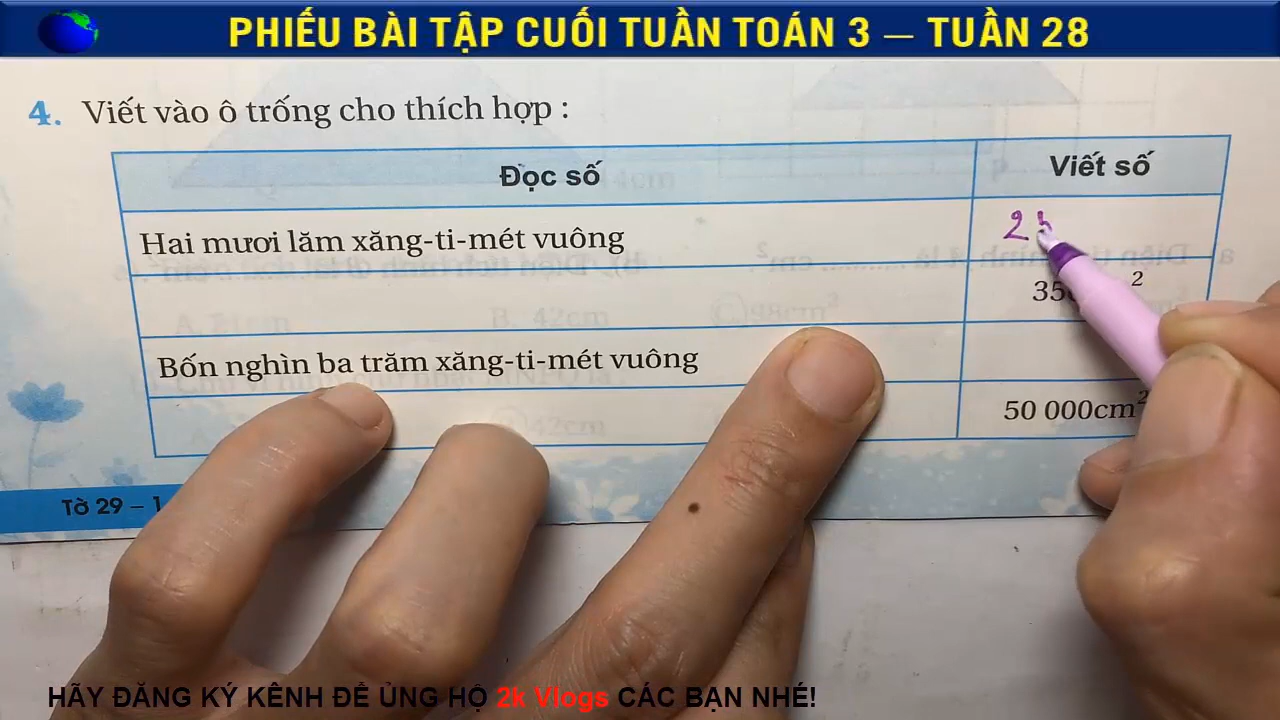 PHIẾU BÀI TẬP CUỐI TUẦN TOÁN 3 — TUẦN 28
4. Viết vào ô trống cho thích hợp :
Đọc số
Viết số
Hai mươi lăm xăng-ti-mét vuông
25
Bốn nghìn ba trăm xăng-ti-mét vuông
50 000cm²
Tờ 29 – 1
HÃY ĐĂNG KÝ KÊNH ĐỂ ỦNG HỘ 2k Vlogs CÁC BẠN NHÉ!